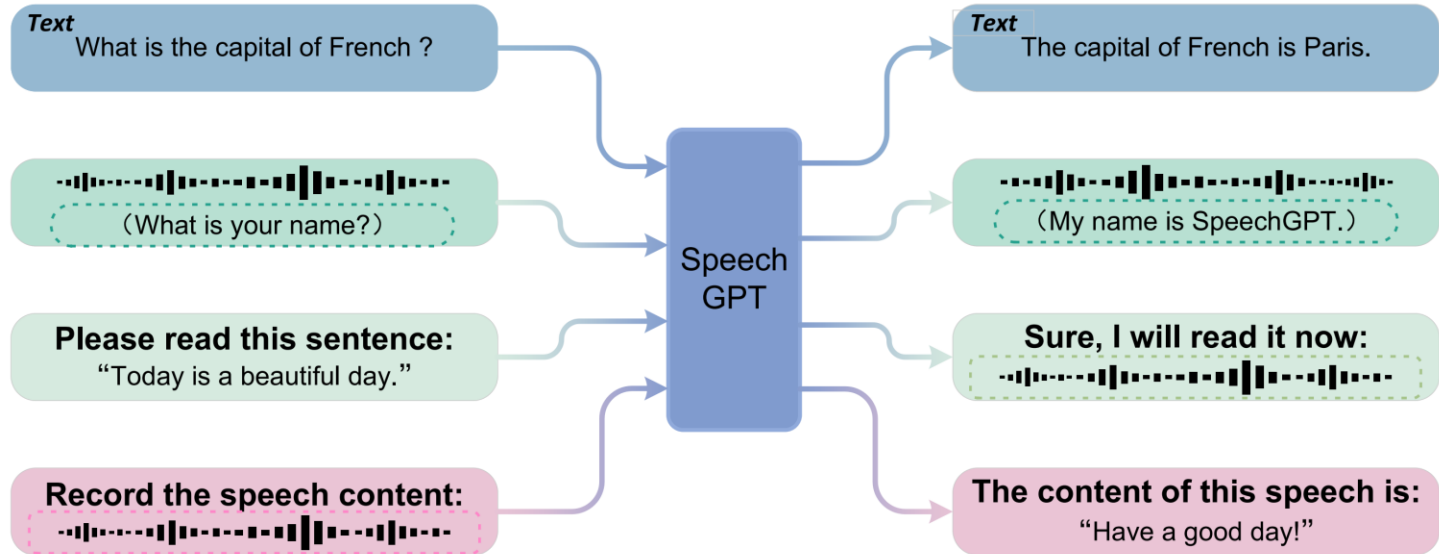 Text
What is the capital of French ?
（What is your name?）
Please read this sentence:
“Today is a beautiful day.”
Record the speech content:
Speech
GPT
Text
The capital of French is Paris.
（My name is SpeechGPT.）
Sure, I will read it now:
The content of this speech is:
“Have a good day!”